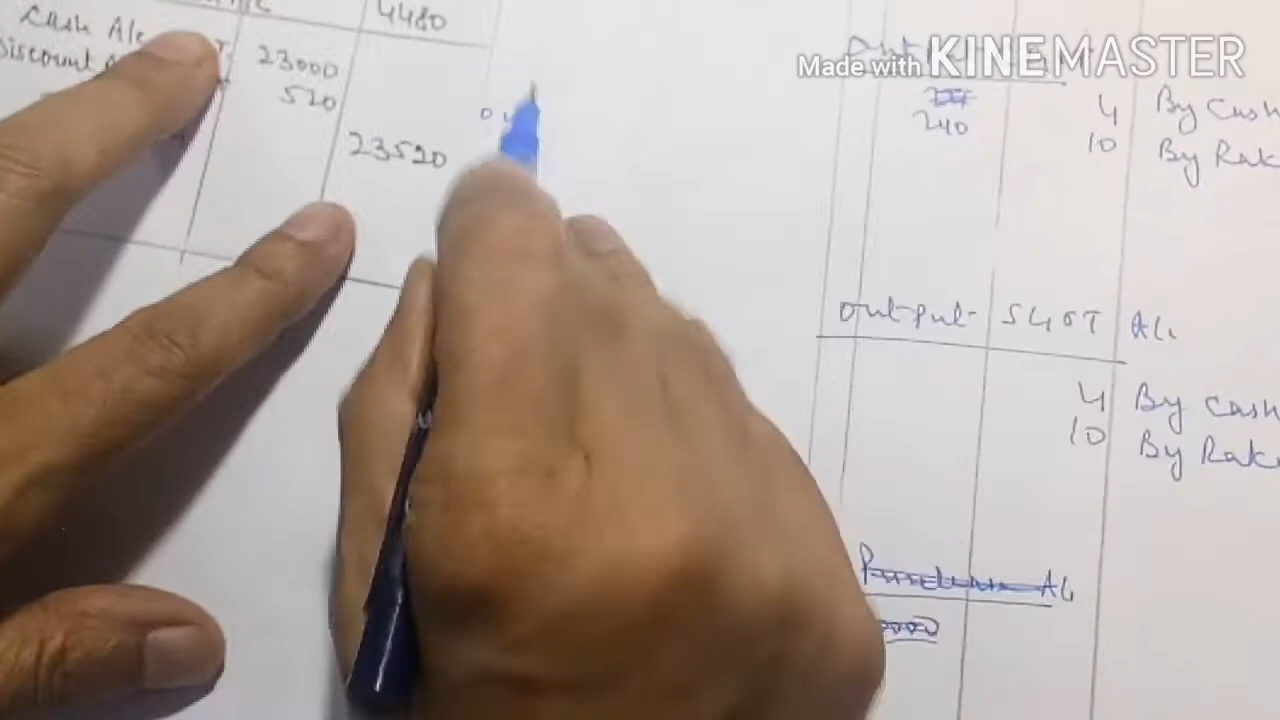 4480
Cash A/c 23000
Discount 520
23520
Made with KINEMASTER
240
4 By Cash
10 By Rak
Output SGST A/c
4 By Cash
10 By Rak
A/c